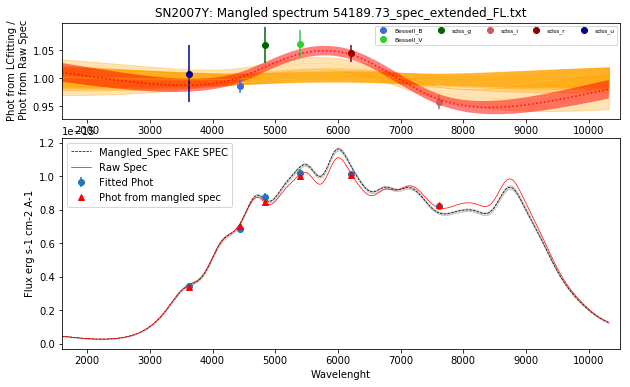 SN2007Y: Mangled spectrum 54189.73_spec_extended_FL.txt
Phot from LCfitting /
Phot from Raw Spec
1.05
1.00
0.95
Bessell_B
Bessell_V
sdss_g
sdss_i
sdss_r
sdss_u
2000 3000 4000 5000 6000 7000 8000 9000 10000
1e−15
Flux erg s-1 cm-2 A-1
1.2
1.0
0.8
0.6
0.4
0.2
0.0
Mangled_Spec FAKE SPEC
Raw Spec
Fitted Phot
Phot from mangled spec
2000 3000 4000 5000 6000 7000 8000 9000 10000
Wavelenght